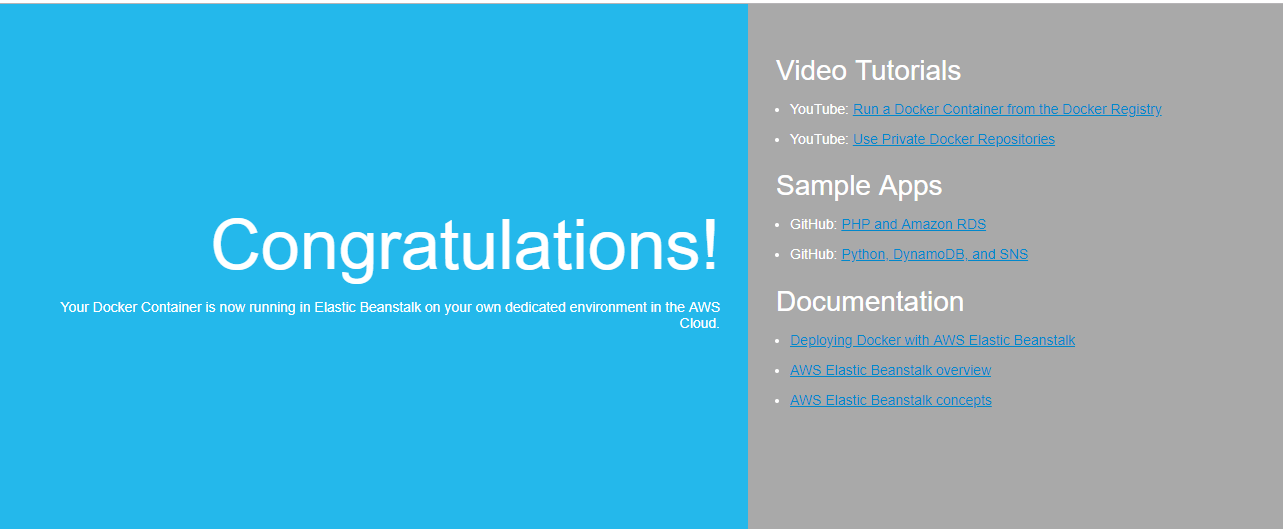 Congratulations!
Your Docker Container is now running in Elastic Beanstalk on your own dedicated environment in the AWS
Cloud.
Video Tutorials
• YouTube: Run a Docker Container from the Docker Registry
• YouTube: Use Private Docker Repositories
Sample Apps
• GitHub: PHP and Amazon RDS
• GitHub: Python, DynamoDB, and SNS
Documentation
• Deploying Docker with AWS Elastic Beanstalk
• AWS Elastic Beanstalk overview
• AWS Elastic Beanstalk concepts